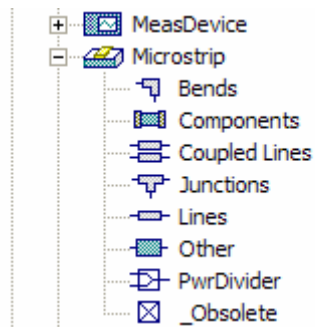 MeasDevice
Microstrip
Bends
Components
Coupled Lines
Junctions
Lines
Other
PwrDivider
_Obsolete